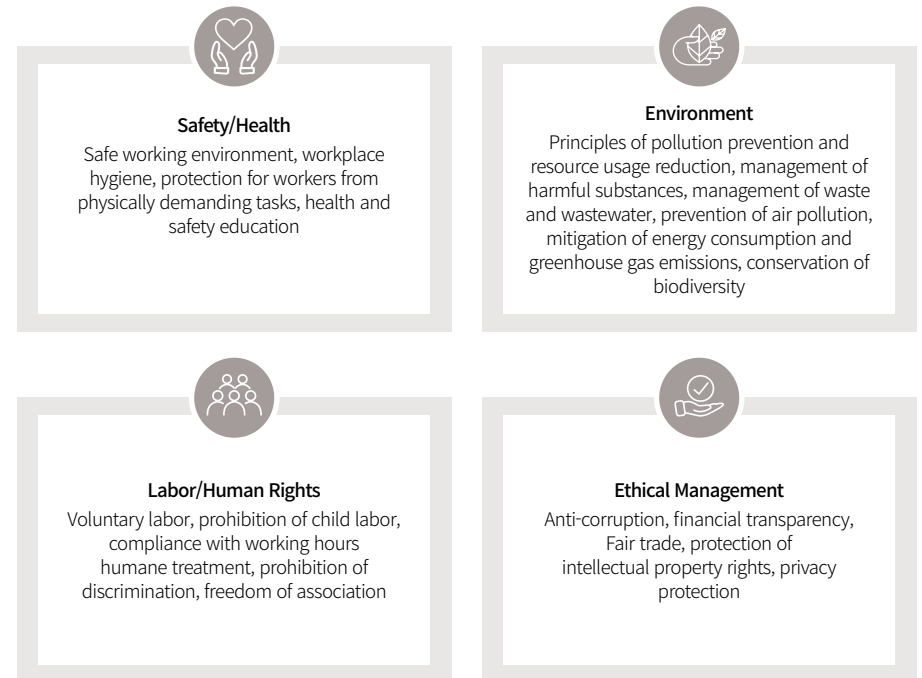 Safety/Health
Safe working environment, workplace
hygiene, protection for workers from
physically demanding tasks, health and
safety education
Environment
Principles of pollution prevention and
resource usage reduction, management of
harmful substances, management of waste
and wastewater, prevention of air pollution,
mitigation of energy consumption and
greenhouse gas emissions, conservation of
biodiversity
Labor/Human Rights
Voluntary labor, prohibition of child labor,
compliance with working hours
humane treatment, prohibition of
discrimination, freedom of association
Ethical Management
Anti-corruption, financial transparency,
Fair trade, protection of
intellectual property rights, privacy
protection